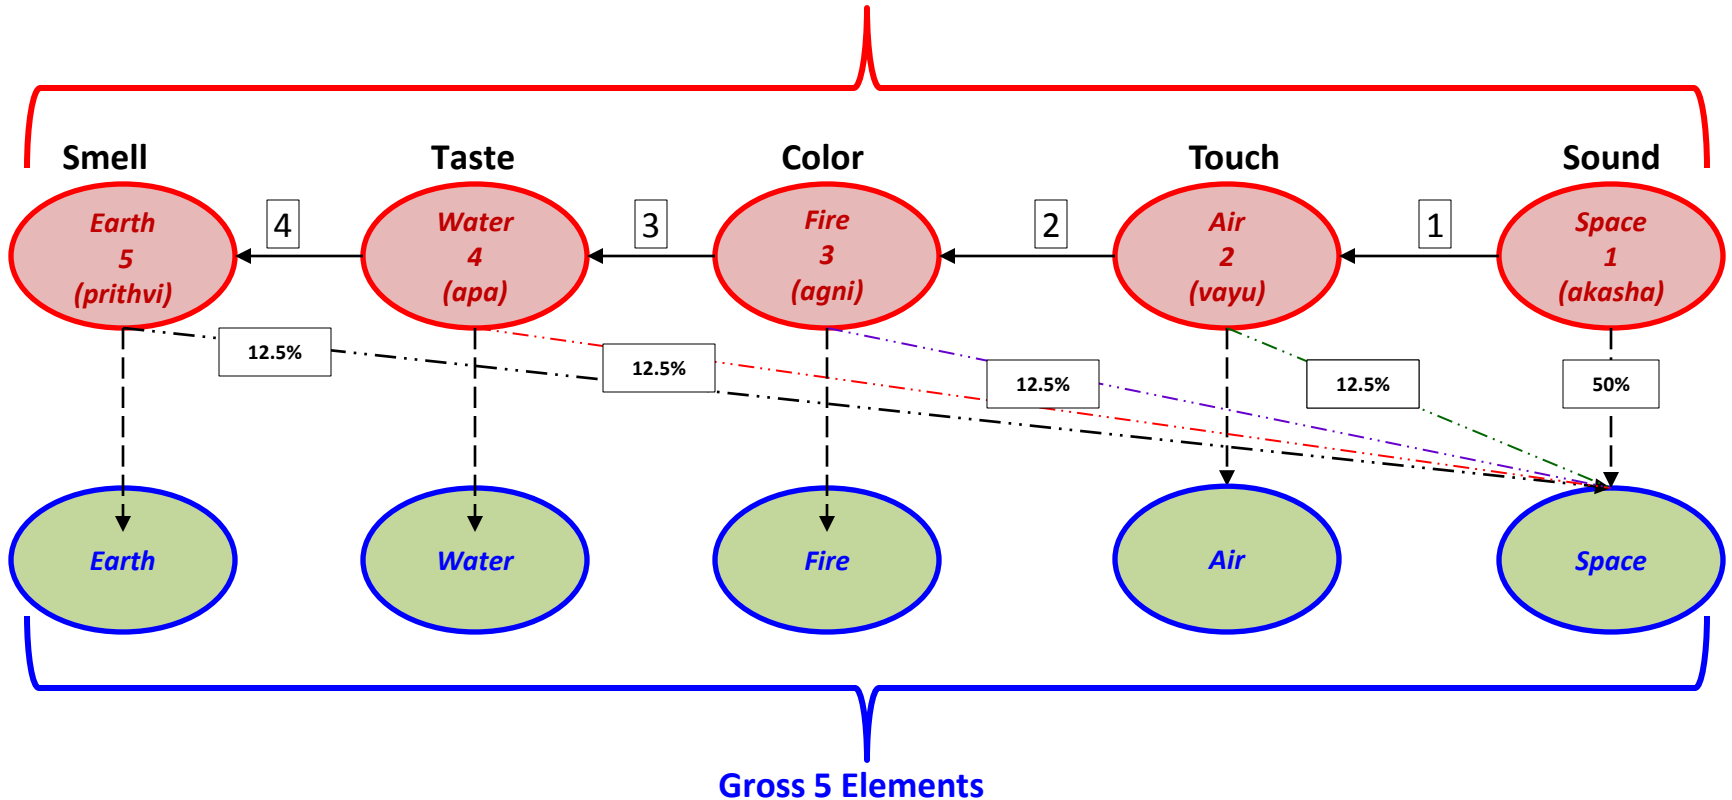 Smell
Taste
Color
Touch
Sound
Earth
5
(prithvi)
4
Water
4
(apa)
3
Fire
3
(agni)
2
Air
2
(vayu)
1
Space
1
(akasha)
12.5%
12.5%
12.5%
12.5%
50%
Earth
Water
Fire
Air
Space
Gross 5 Elements